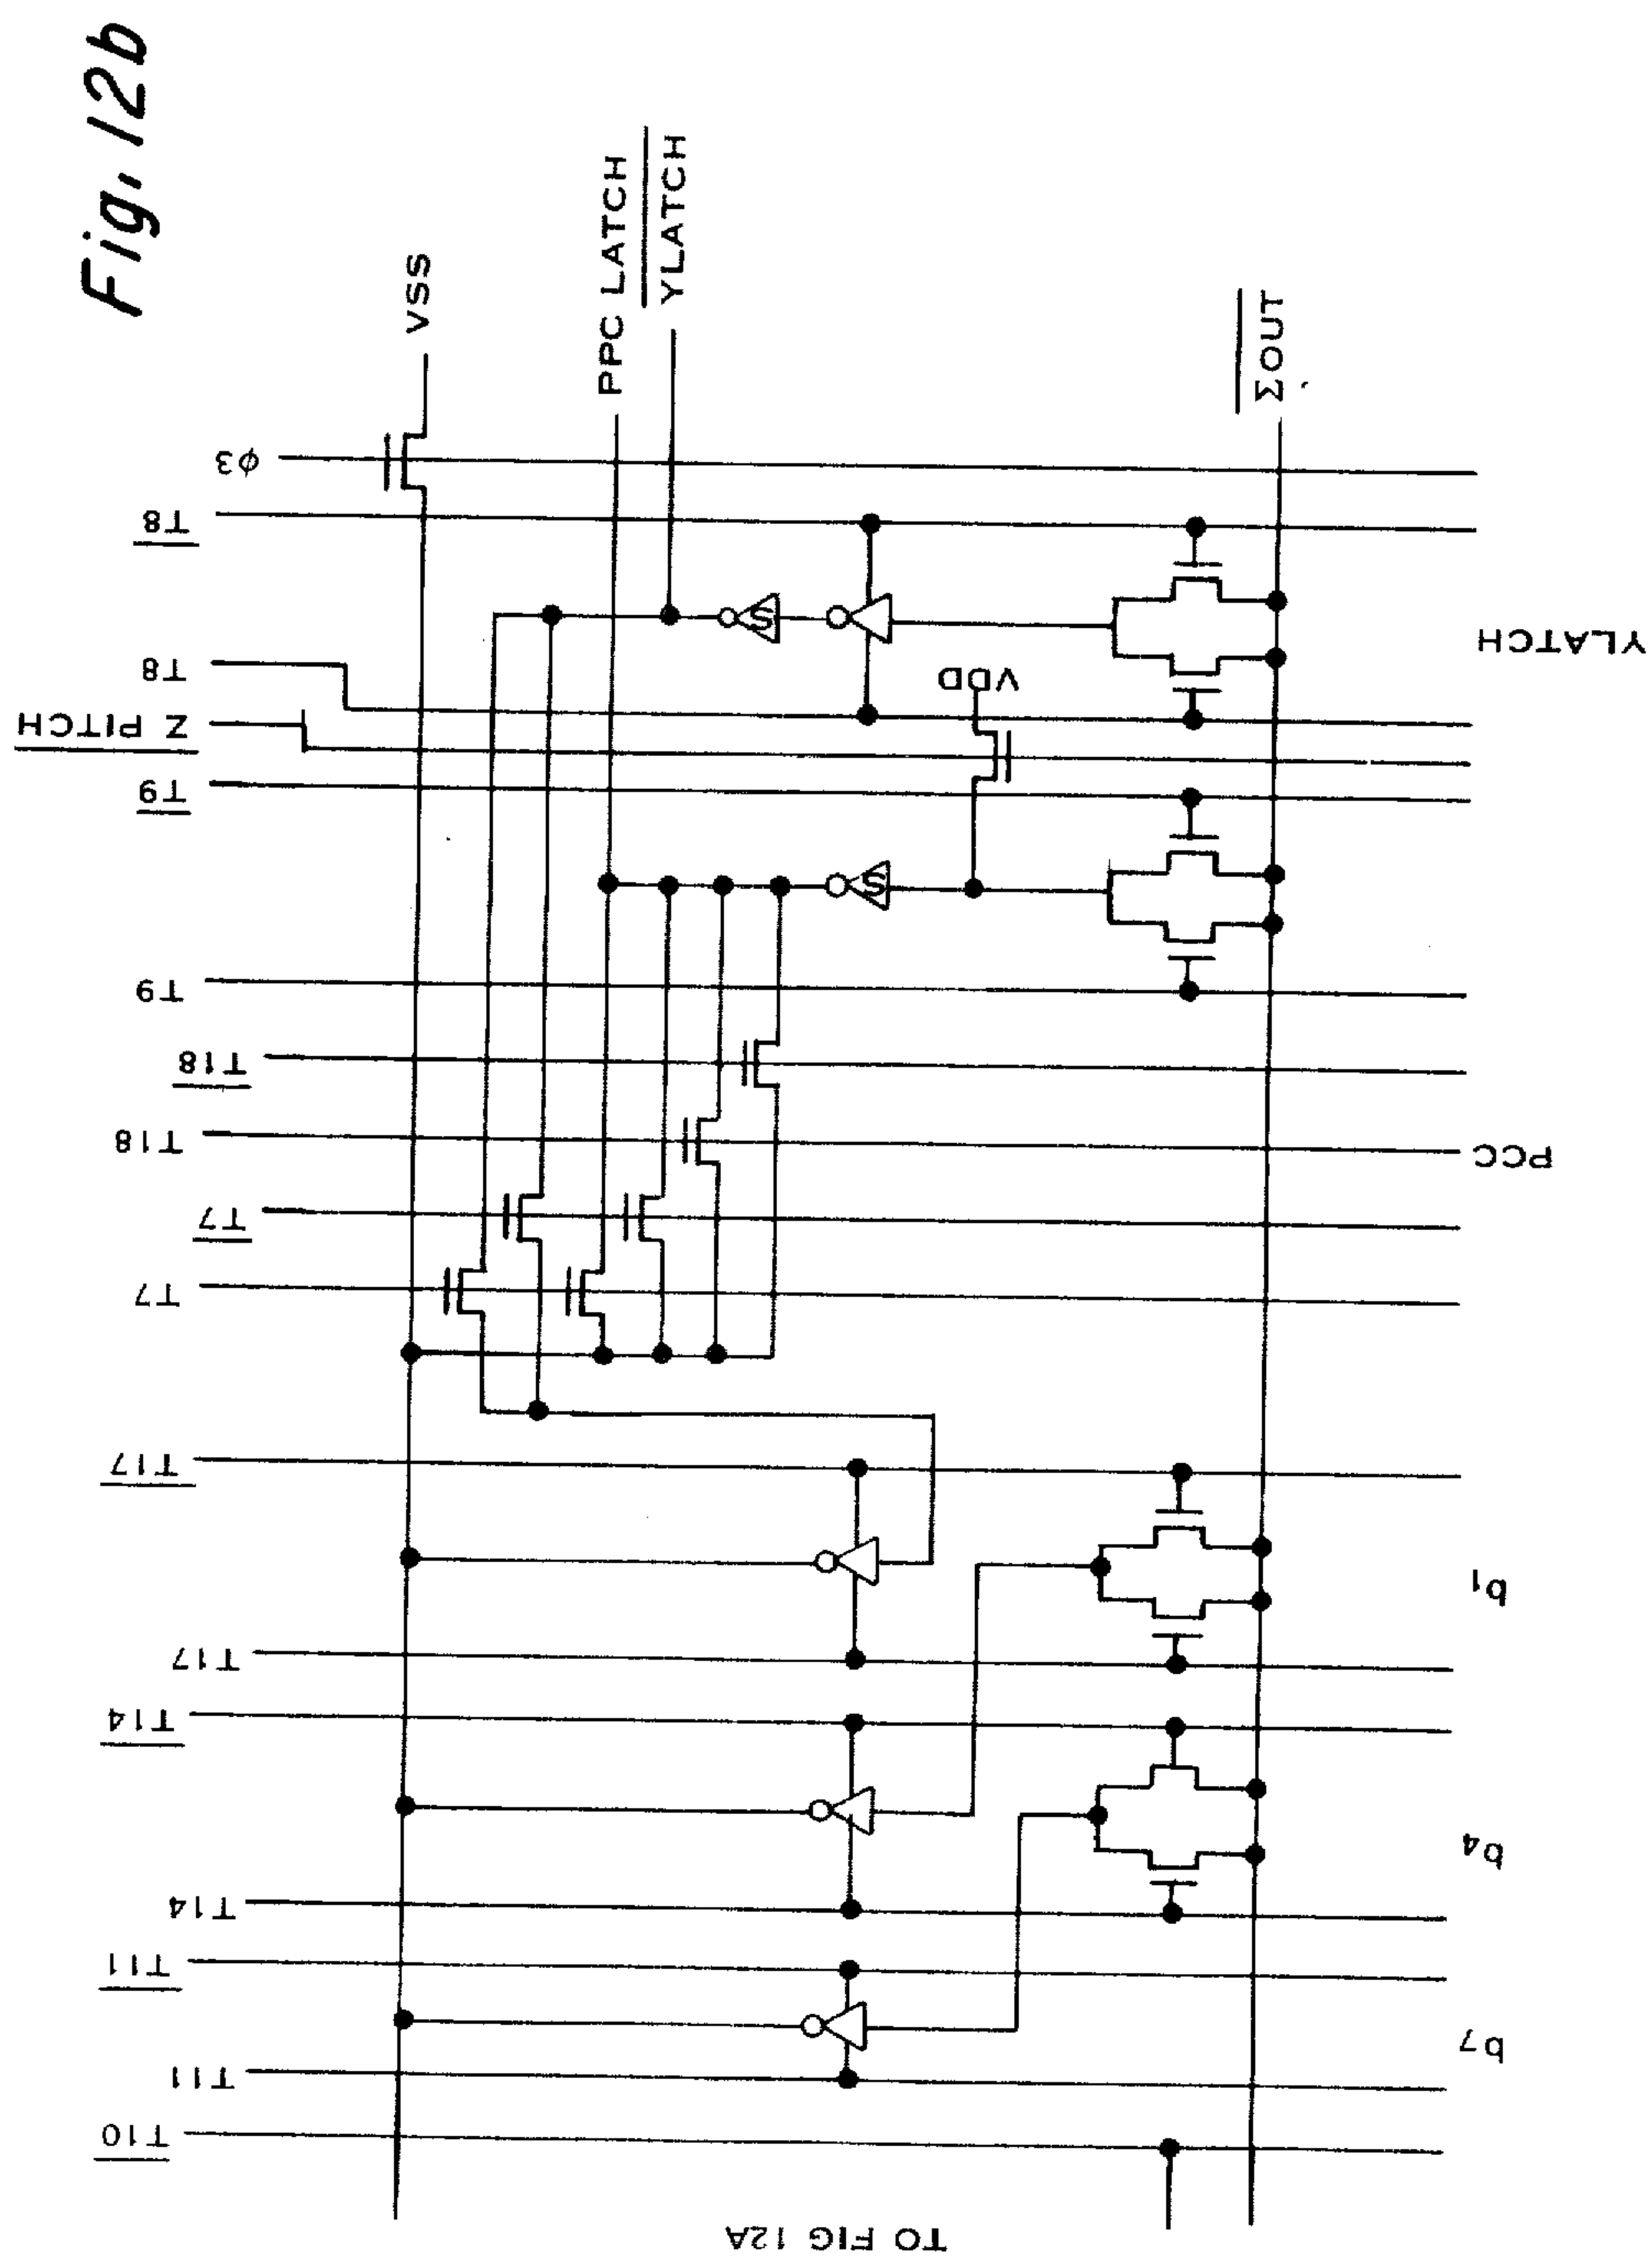 Fig. 12b
VSS
PPC LATCH
YLATCH
ΣOUT
φ3
T8
T8
Z PITCH
T9
T9
T18
T18
T7
T7
T17
T17
T14
T14
T11
T11
T10
VDD
S
S
YLATCH
PCC
b1
b4
b7
TO FIG 12A